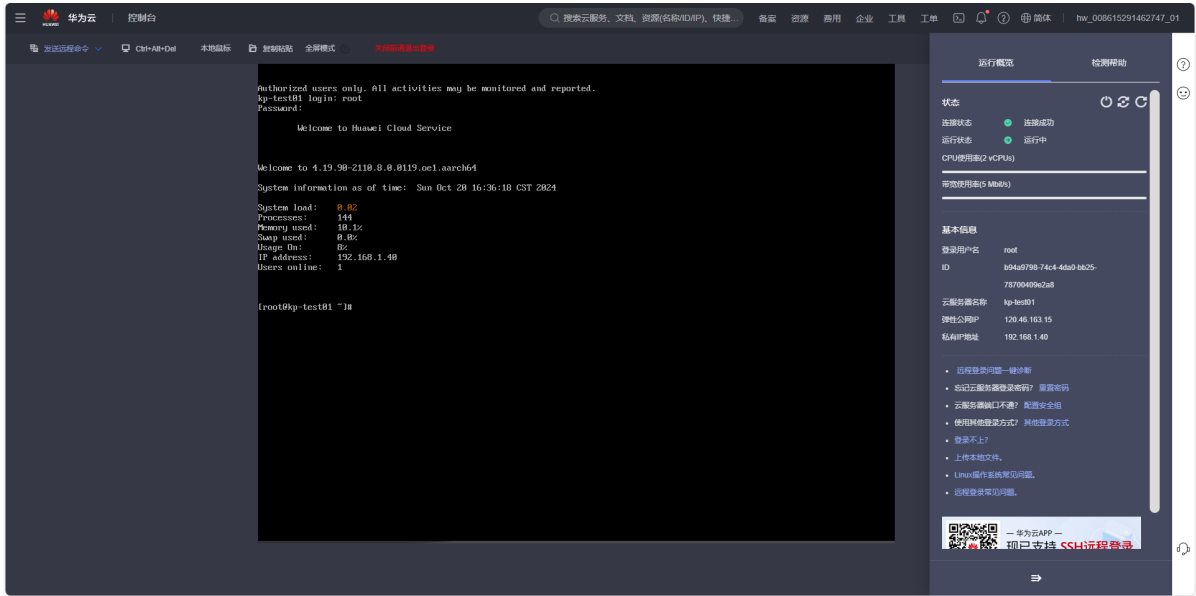 华为云
控制台
搜索云服务、文档、资源(名称/ID/IP)、快捷...
备案
资源
费用
企业
工具
工单
简体
hw_008615291462747_01
发送远程命令
Ctrl+Alt+Del
本地鼠标
复制粘贴
全屏模式
Authorized users only. All activities may be monitored and reported.
kp-test01 login: root
Password:
Welcome to Huawei Cloud Service
Welcome to 4.19.90-2110.8.0.0119.oe1.aarch64
System information as of time: Sun Oct 20 16:36:18 CST 2024
System load: 0.02
Processes: 144
Memory used: 10.1%
Swap used: 0.0%
Usage On: 8%
IP address: 192.168.1.40
Users online: 1
[root@kp-test01 ~]#
运行概览
检测帮助
状态
连接状态 连接成功
运行状态 运行中
CPU使用率(2 vCPUs)
带宽使用率(5 Mbit/s)
基本信息
登录用户名 root
ID b94a9798-74c4-4da0-bb25-
78700409e2a8
云服务器名称 kp-test01
弹性公网IP 120.46.163.15
私有IP地址 192.168.1.40
远程登录问题一键诊断
忘记云服务器登录密码? 重置密码
云服务器端口不通? 配置安全组
使用其他登录方式? 其他登录方式
登录不上?
上传本地文件。
Linux操作系统常见问题。
远程登录常见问题。
— 华为云APP —
现已支持 SSH远程登录